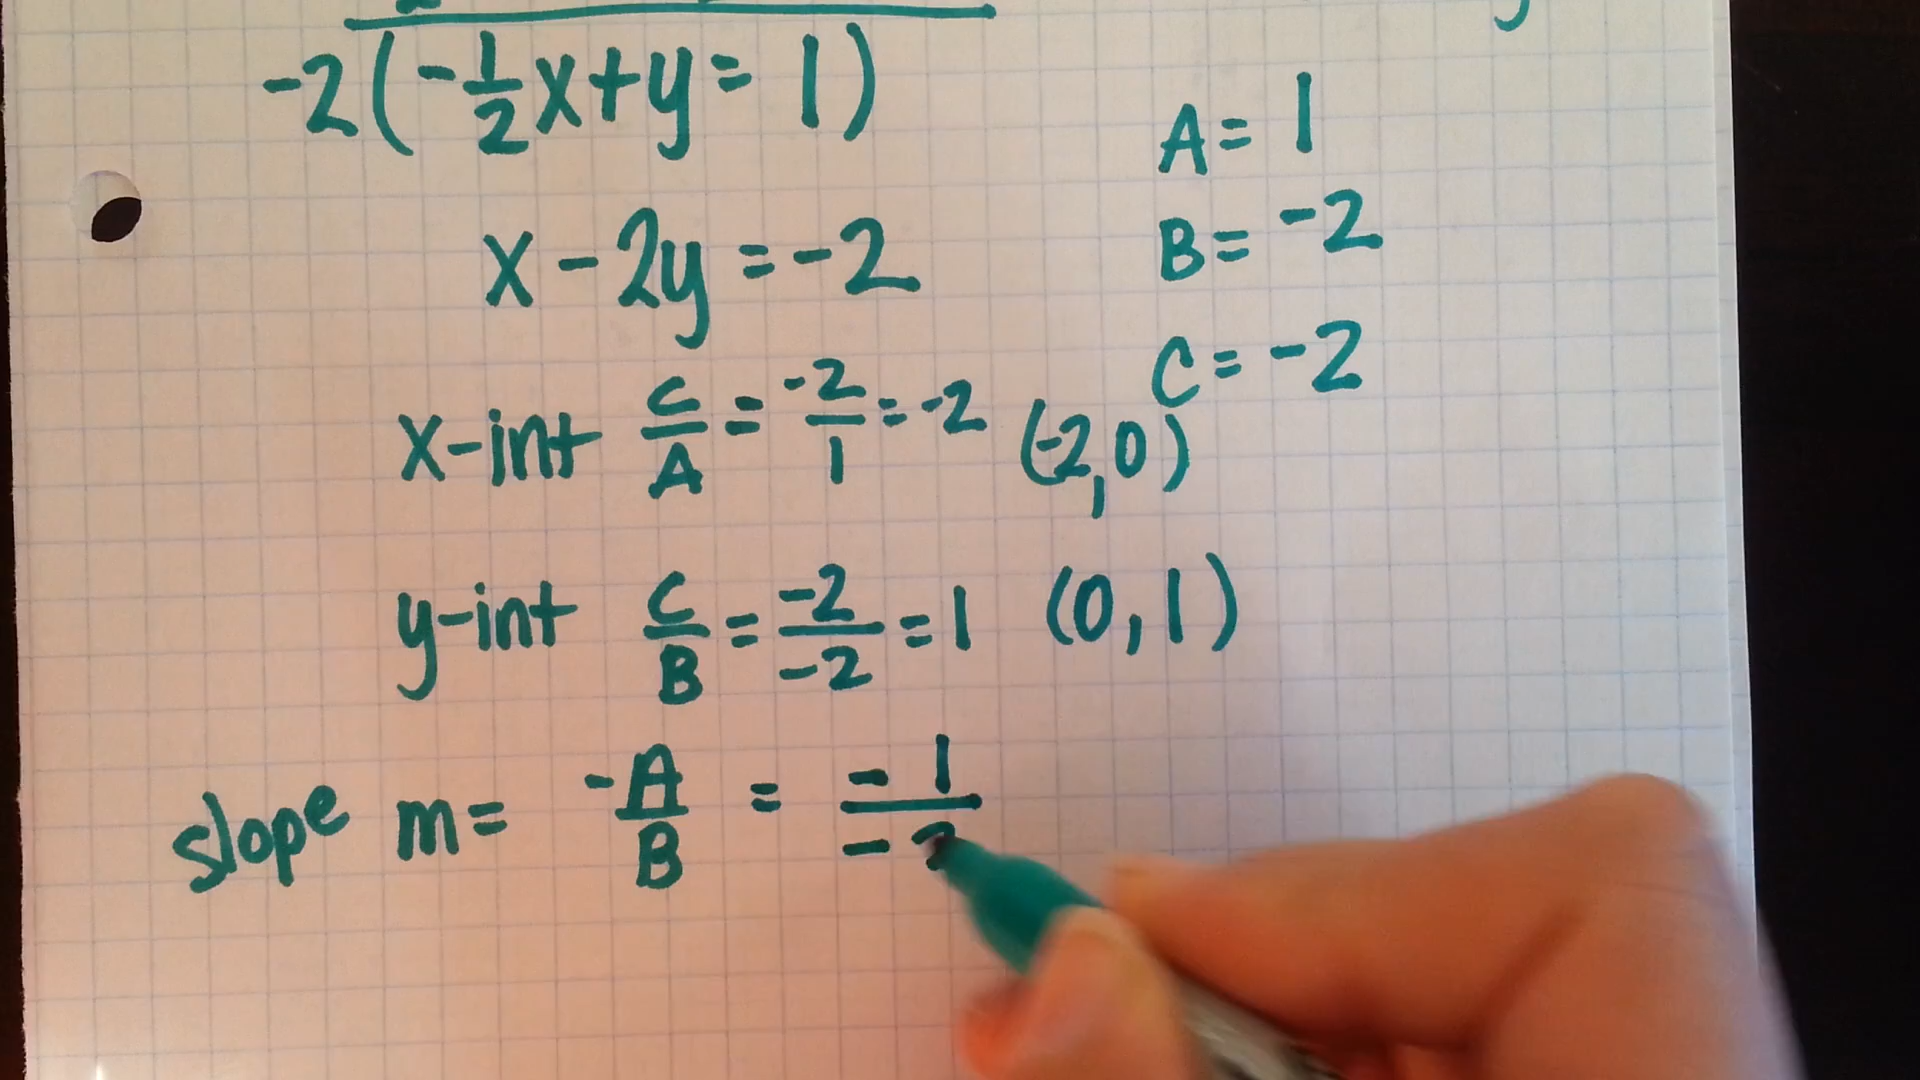 -2(-1/2x+y=1)
A=1
B=-2
x-2y=-2
C=-2
x-int C/A=-2/1=-2 (-2,0)
y-int C/B=-2/-2=1 (0,1)
slope m=-A/B=-1/-2